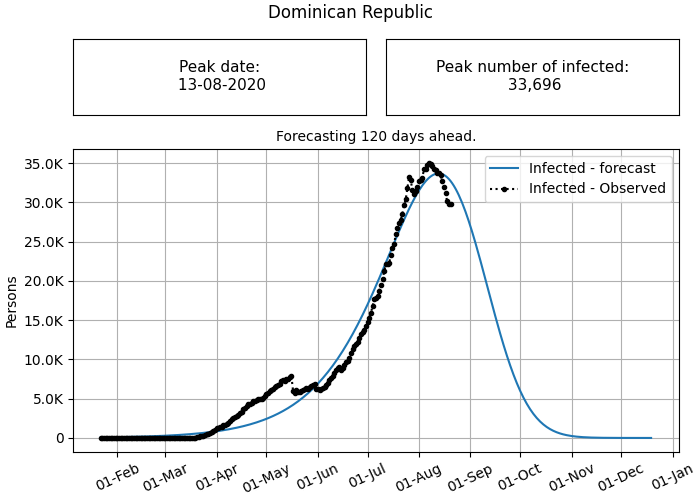 Dominican Republic
Peak date:
13-08-2020
Peak number of infected:
33,696
Forecasting 120 days ahead.
35.0K
30.0K
25.0K
20.0K
15.0K
10.0K
5.0K
0
Persons
Infected - forecast
Infected - Observed
01-Feb
01-Mar
01-Apr
01-May
01-Jun
01-Jul
01-Aug
01-Sep
01-Oct
01-Nov
01-Dec
01-Jan